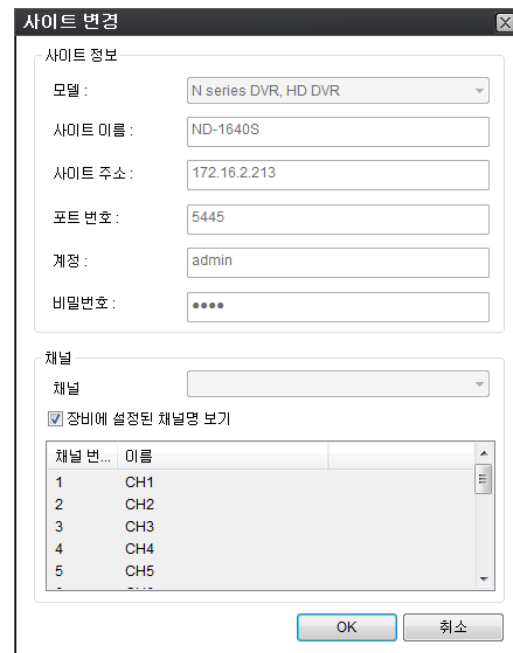 사이트 변경
사이트 정보
모델 : N series DVR, HD DVR
사이트 이름 : ND-1640S
사이트 주소 : 172.16.2.213
포트 번호 : 5445
계정 : admin
비밀번호 : ●●●●
채널
채널
장비에 설정된 채널명 보기
채널 번... 이름
1 CH1
2 CH2
3 CH3
4 CH4
5 CH5
OK 취소